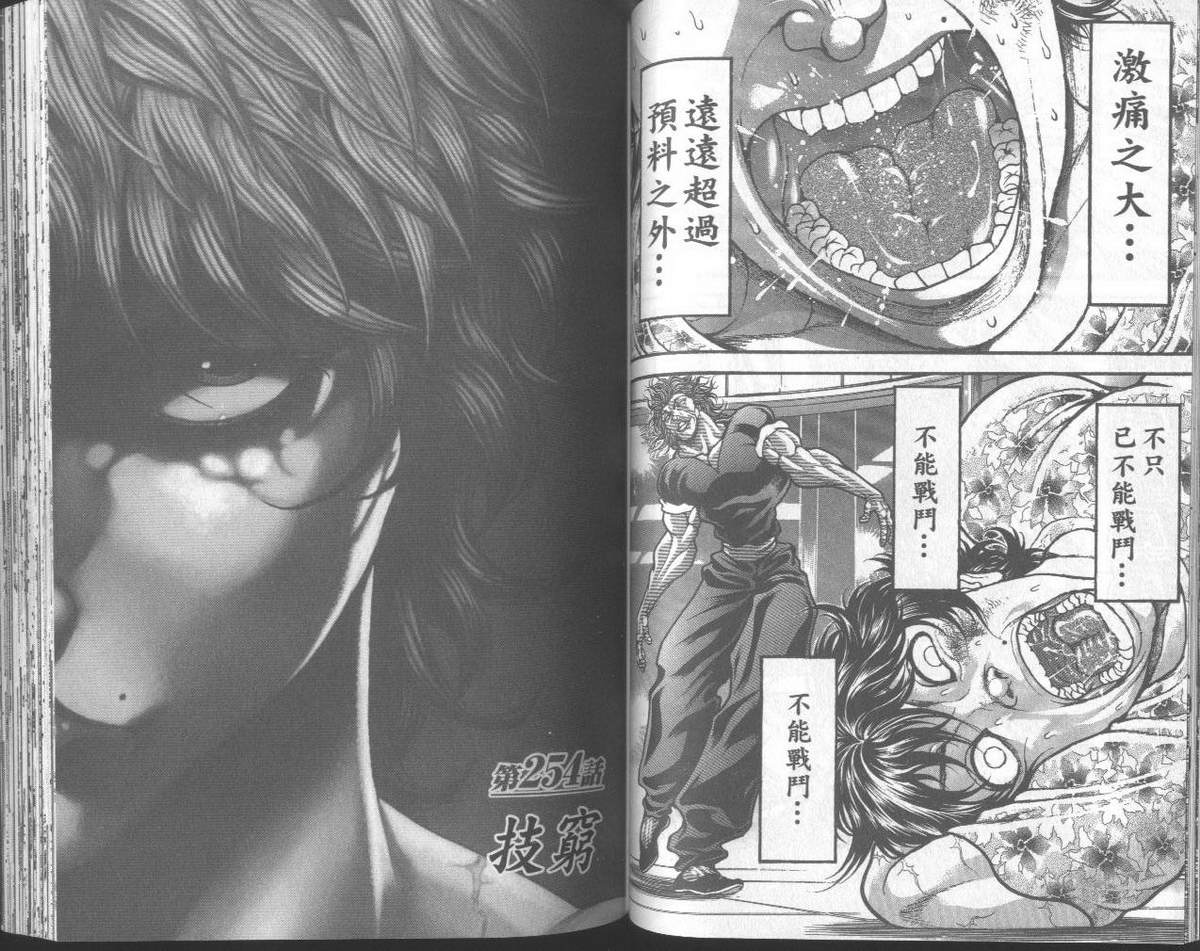 激痛之大…
遠遠超過
預料之外…
不只
已不能戰鬥…
不能戰鬥…
不能戰鬥…
第254話
技窮